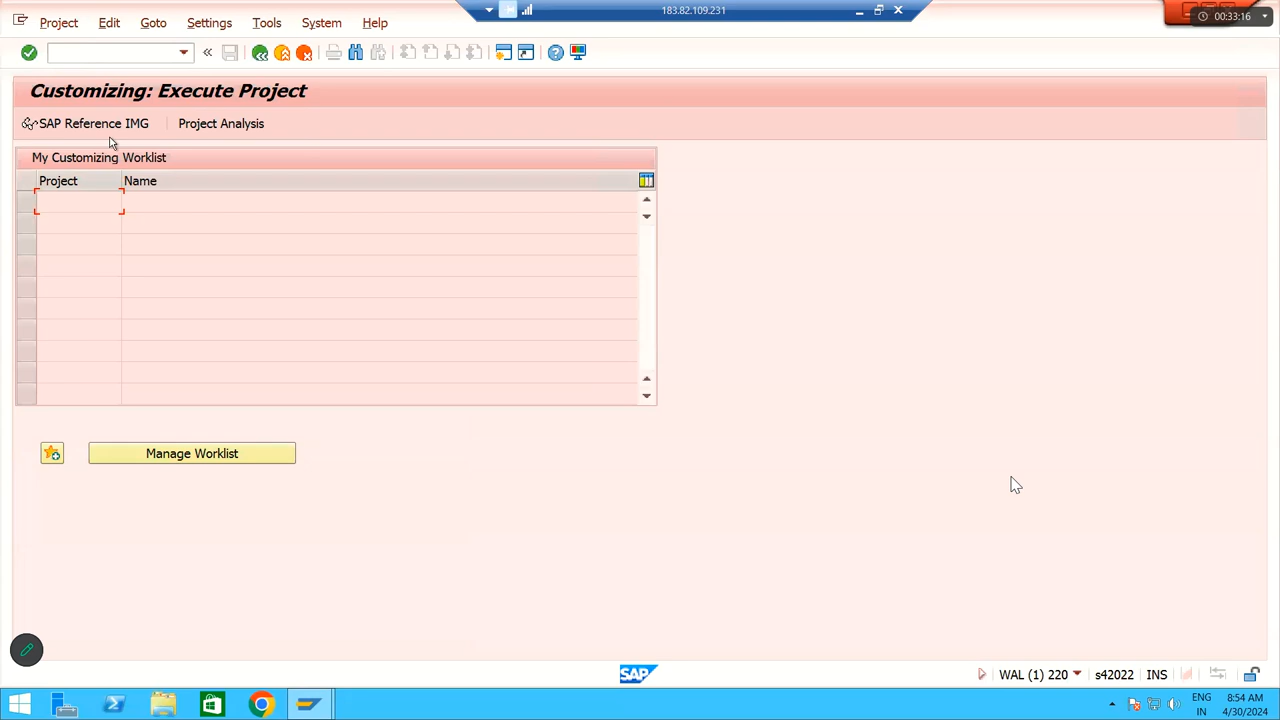 183.82.109.231
00:33:16
Project Edit Goto Settings Tools System Help
Customizing: Execute Project
SAP Reference IMG Project Analysis
My Customizing Worklist
Project Name
Manage Worklist
SAP WAL (1) 220 s42022 INS
ENG 8:54 AM
IN 4/30/2024